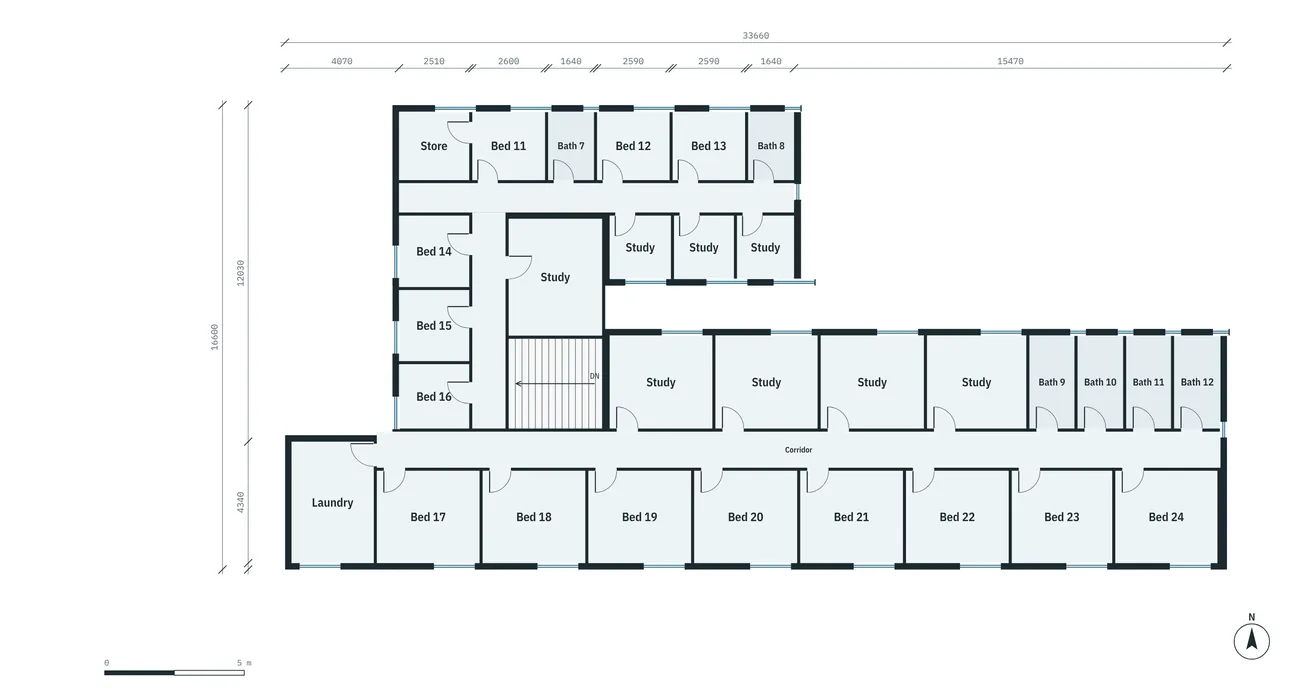 33660
4070 2510 2600 1640 2590 2590 1640 15470
Store Bed 11 Bath 7 Bed 12 Bed 13 Bath 8
Bed 14 Study Study Study
Study
12030
16600
Bed 15
DN
Bed 16 Study Study Study Study Bath 9 Bath 10 Bath 11 Bath 12
Corridor
4340
Laundry
Bed 17 Bed 18 Bed 19 Bed 20 Bed 21 Bed 22 Bed 23 Bed 24
N
0 5 m